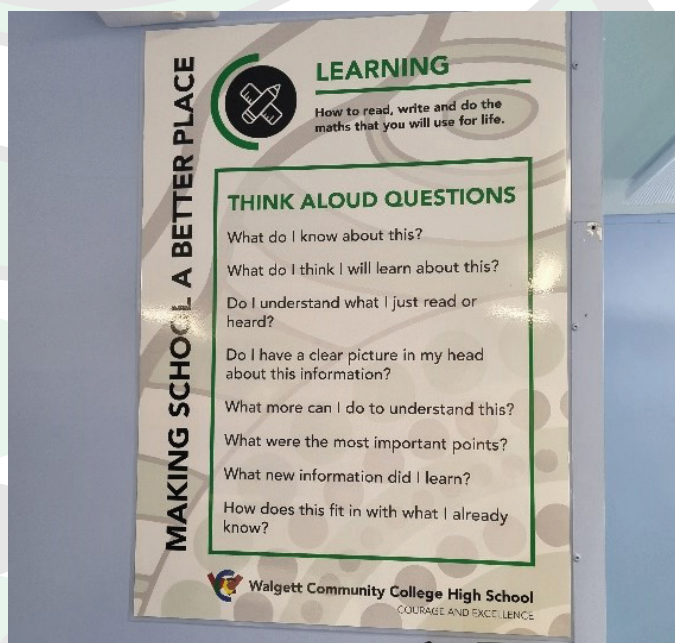 MAKING SCHOOL A BETTER PLACE
LEARNING
How to read, write and do the
maths that you will use for life.
THINK ALOUD QUESTIONS
What do I know about this?
What do I think I will learn about this?
Do I understand what I just read or
heard?
Do I have a clear picture in my head
about this information?
What more can I do to understand this?
What were the most important points?
What new information did I learn?
How does this fit in with what I already
know?
Walgett Community College High School
COURAGE AND EXCELLENCE